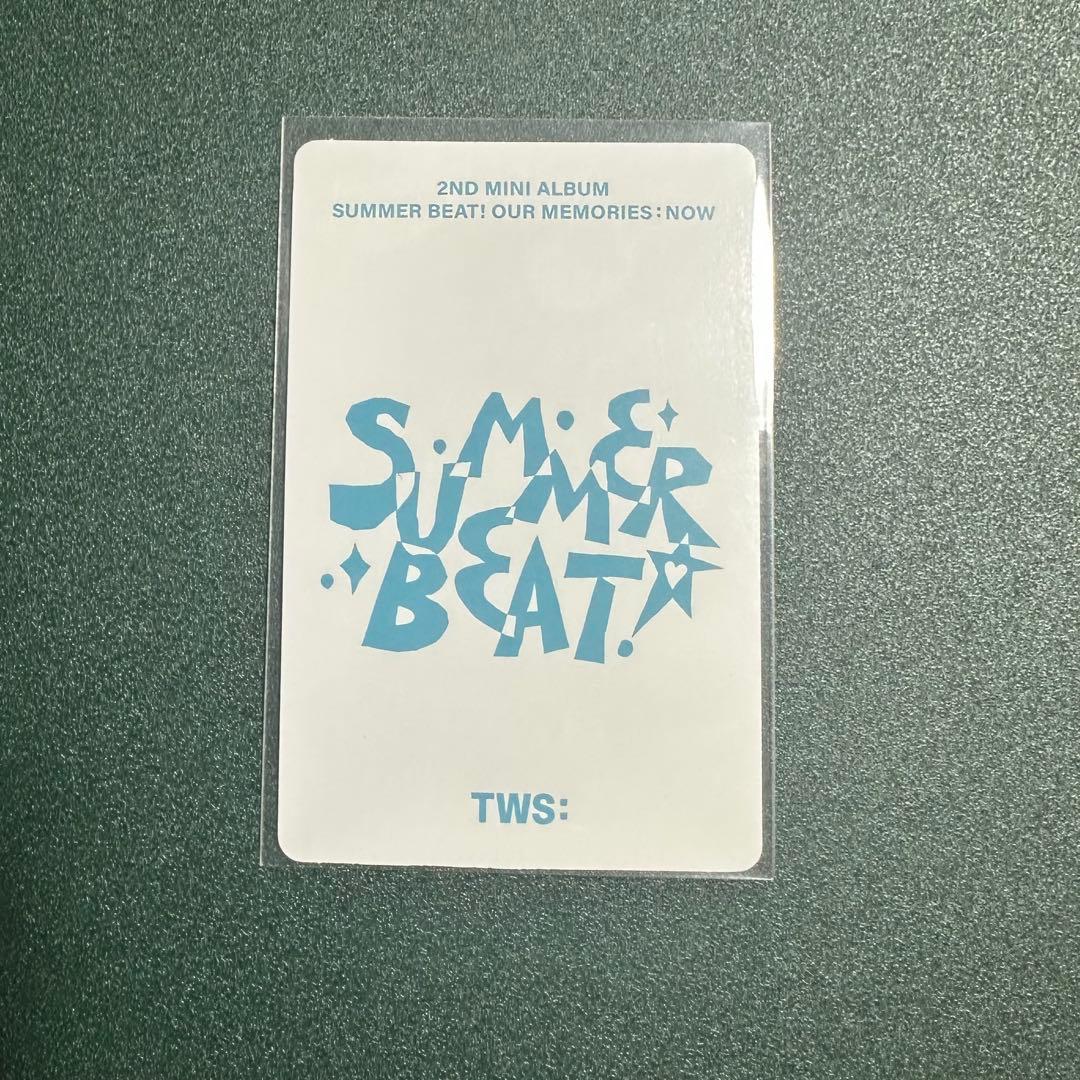 2ND MINI ALBUM
SUMMER BEAT! OUR MEMORIES:NOW
SUMMER
BEAT!
TWS: